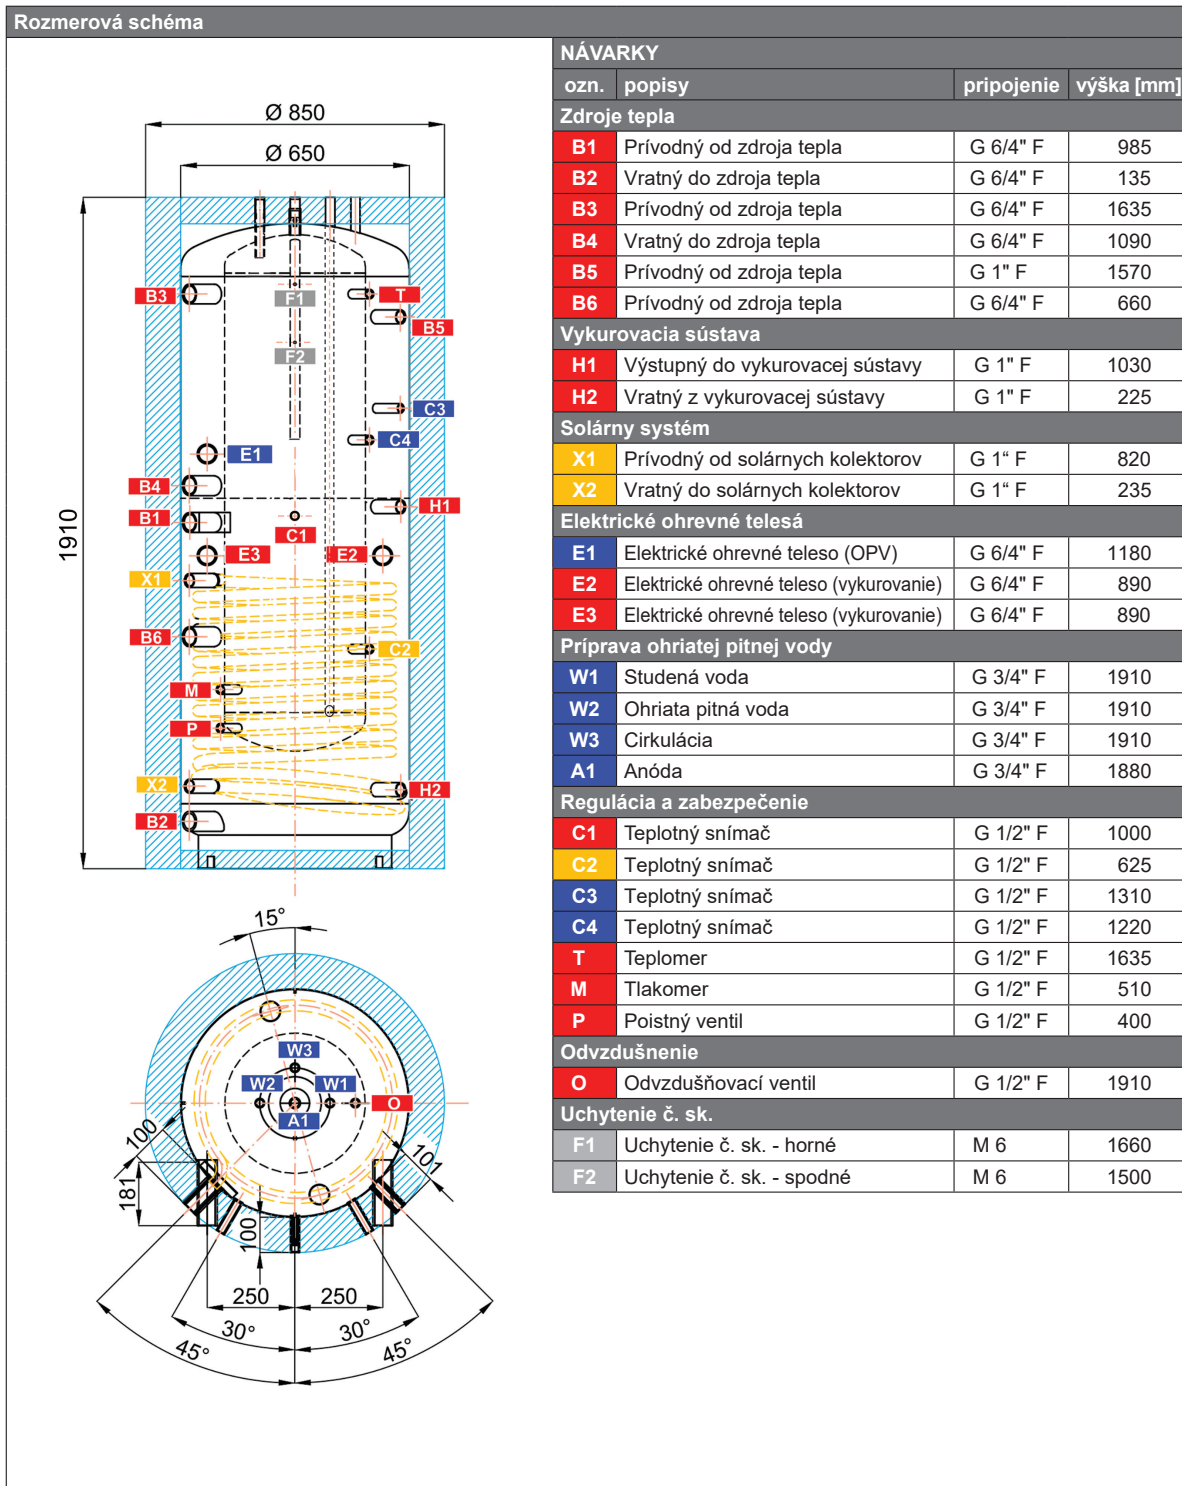 Rozmerová schéma
Ø 850
Ø 650
1910
B3
F1
T
B5
F2
C3
C4
E1
B4
H1
B1
C1
E3
E2
X1
B6
C2
M
P
X2
H2
B2
15°
W3
W2
W1
O
A1
100
101
181
100
250
250
30°
30°
45°
45°
NÁVARKY
ozn. popisy pripojenie výška [mm]
Zdroje tepla
B1 Prívodný od zdroja tepla G 6/4" F 985
B2 Vratný do zdroja tepla G 6/4" F 135
B3 Prívodný od zdroja tepla G 6/4" F 1635
B4 Vratný do zdroja tepla G 6/4" F 1090
B5 Prívodný od zdroja tepla G 1" F 1570
B6 Prívodný od zdroja tepla G 6/4" F 660
Vykurovacia sústava
H1 Výstupný do vykurovacej sústavy G 1" F 1030
H2 Vratný z vykurovacej sústavy G 1" F 225
Solárny systém
X1 Prívodný od solárnych kolektorov G 1“ F 820
X2 Vratný do solárnych kolektorov G 1“ F 235
Elektrické ohrevné telesá
E1 Elektrické ohrevné teleso (OPV) G 6/4" F 1180
E2 Elektrické ohrevné teleso (vykurovanie) G 6/4" F 890
E3 Elektrické ohrevné teleso (vykurovanie) G 6/4" F 890
Príprava ohriatej pitnej vody
W1 Studená voda G 3/4" F 1910
W2 Ohriata pitná voda G 3/4" F 1910
W3 Cirkulácia G 3/4" F 1910
A1 Anóda G 3/4" F 1880
Regulácia a zabezpečenie
C1 Teplotný snímač G 1/2" F 1000
C2 Teplotný snímač G 1/2" F 625
C3 Teplotný snímač G 1/2" F 1310
C4 Teplotný snímač G 1/2" F 1220
T Teplomer G 1/2" F 1635
M Tlakomer G 1/2" F 510
P Poistný ventil G 1/2" F 400
Odvzdušnenie
O Odvzdušňovací ventil G 1/2" F 1910
Uchytenie č. sk.
F1 Uchytenie č. sk. - horné M 6 1660
F2 Uchytenie č. sk. - spodné M 6 1500